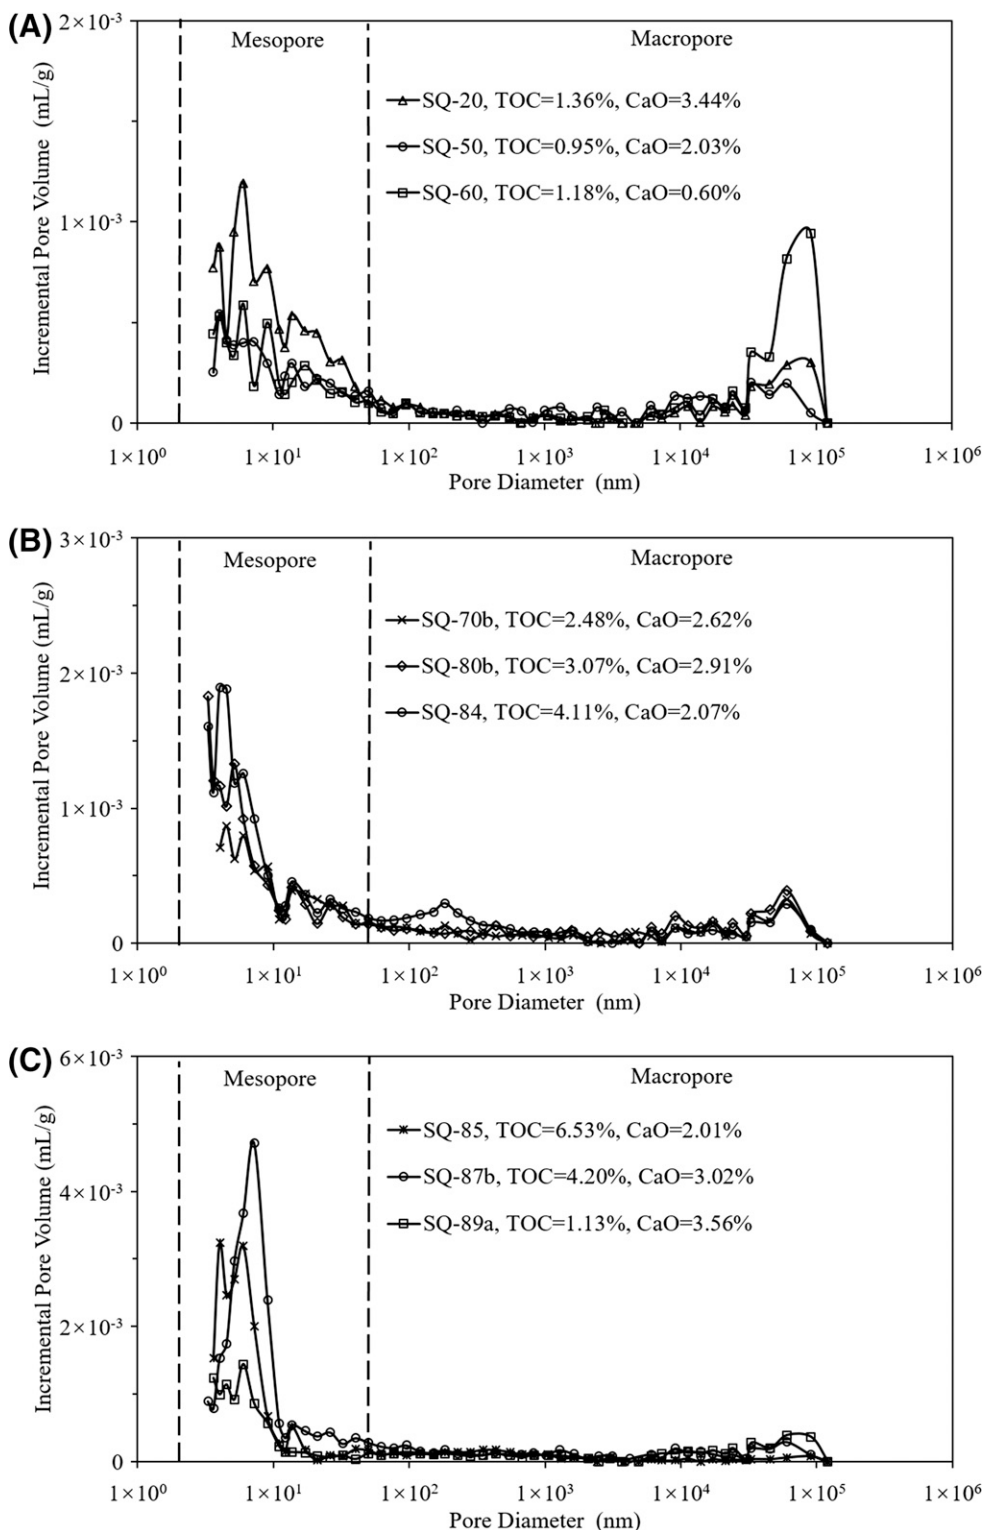 (A)
2×10⁻³
Mesopore
Macropore
SQ-20, TOC=1.36%, CaO=3.44%
SQ-50, TOC=0.95%, CaO=2.03%
SQ-60, TOC=1.18%, CaO=0.60%
1×10⁻³
0
Incremental Pore Volume (mL/g)
1×10⁰ 1×10¹ 1×10² 1×10³ 1×10⁴ 1×10⁵ 1×10⁶
Pore Diameter (nm)
(B)
3×10⁻³
Mesopore
Macropore
SQ-70b, TOC=2.48%, CaO=2.62%
2×10⁻³
SQ-80b, TOC=3.07%, CaO=2.91%
SQ-84, TOC=4.11%, CaO=2.07%
1×10⁻³
0
Incremental Pore Volume (mL/g)
1×10⁰ 1×10¹ 1×10² 1×10³ 1×10⁴ 1×10⁵ 1×10⁶
Pore Diameter (nm)
(C)
6×10⁻³
Mesopore
Macropore
SQ-85, TOC=6.53%, CaO=2.01%
4×10⁻³
SQ-87b, TOC=4.20%, CaO=3.02%
SQ-89a, TOC=1.13%, CaO=3.56%
2×10⁻³
0
Incremental Pore Volume (mL/g)
1×10⁰ 1×10¹ 1×10² 1×10³ 1×10⁴ 1×10⁵ 1×10⁶
Pore Diameter (nm)